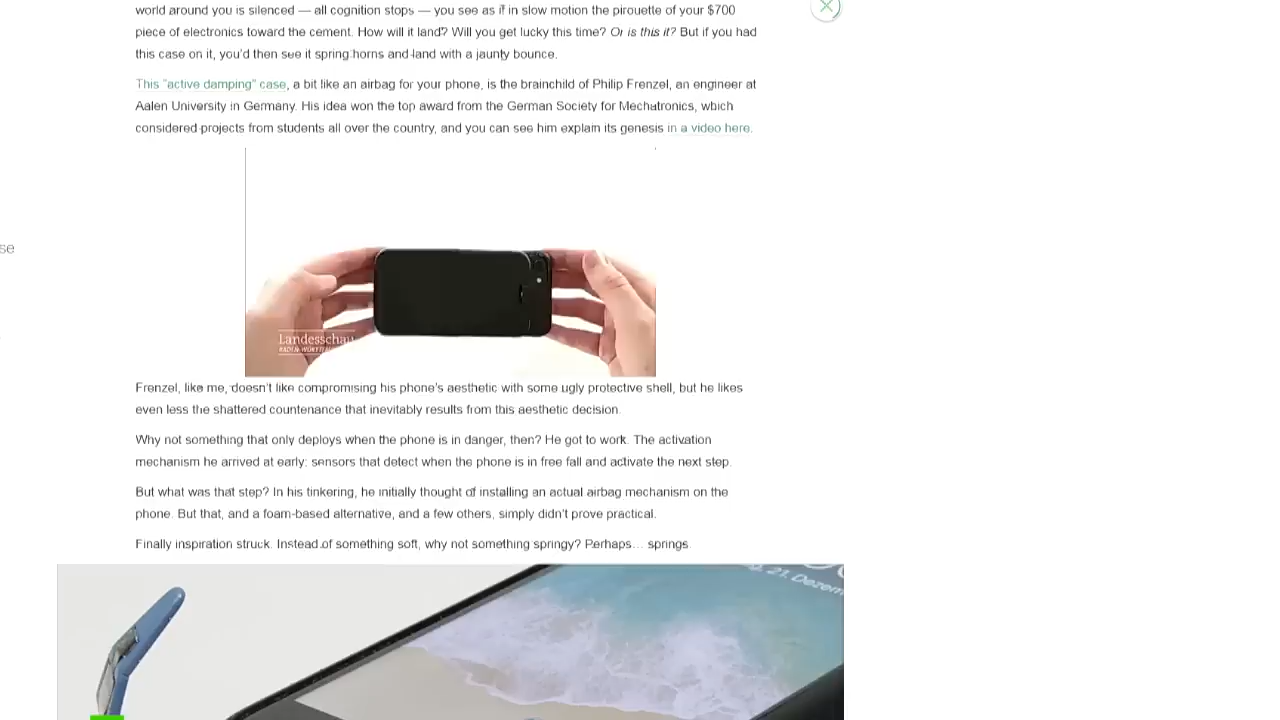 world around you is silenced — all cognition stops — you see as if in slow motion the pirouette of your $700
piece of electronics toward the cement. How will it land? Will you get lucky this time? Or is this it? But if you had
this case on it, you'd then see it spring horns and land with a jaunty bounce.
This "active damping" case, a bit like an airbag for your phone, is the brainchild of Philip Frenzel, an engineer at
Aalen University in Germany. His idea won the top award from the German Society for Mechatronics, which
considered projects from students all over the country, and you can see him explain its genesis in a video here.
se
Landesschau
Frenzel, like me, doesn't like compromising his phone's aesthetic with some ugly protective shell, but he likes
even less the shattered countenance that inevitably results from this aesthetic decision.
Why not something that only deploys when the phone is in danger, then? He got to work. The activation
mechanism he arrived at early: sensors that detect when the phone is in free fall and activate the next step.
But what was that step? In his tinkering, he initially thought of installing an actual airbag mechanism on the
phone. But that, and a foam-based alternative, and a few others, simply didn't prove practical.
Finally inspiration struck. Instead of something soft, why not something springy? Perhaps… springs.
21. Dezem